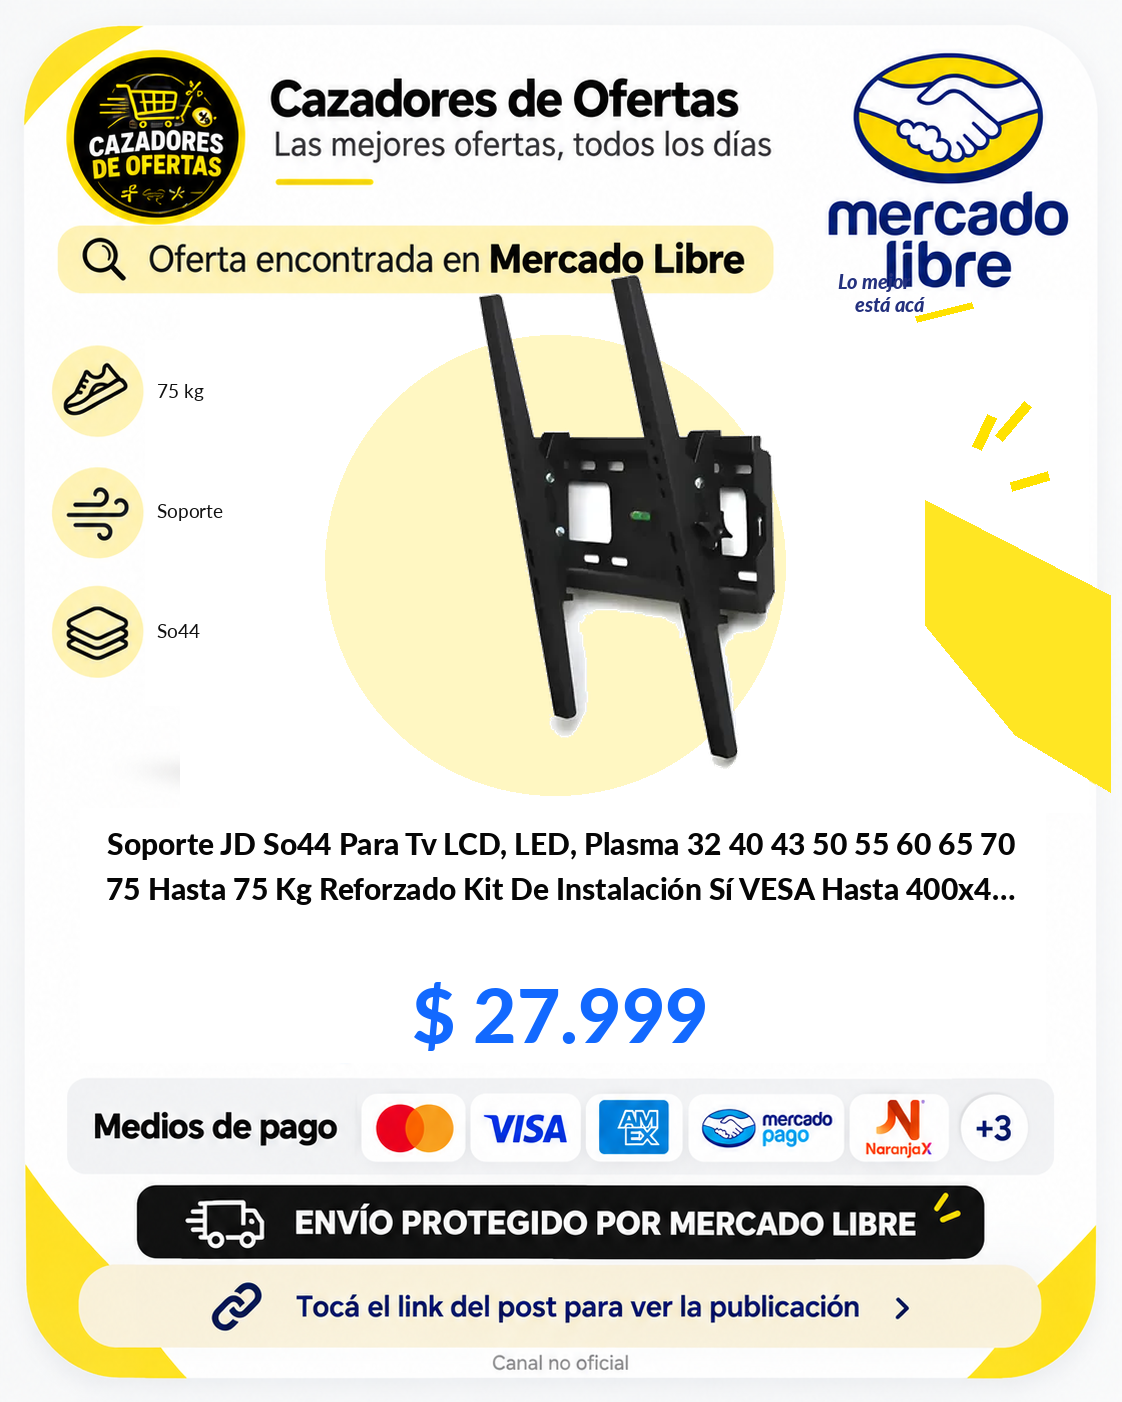 CAZADORES
DE OFERTAS
Cazadores de Ofertas
Las mejores ofertas, todos los días
mercado
libre
Lo mejor
está acá
Oferta encontrada en Mercado Libre
75 kg
Soporte
So44
Soporte JD So44 Para Tv LCD, LED, Plasma 32 40 43 50 55 60 65 70
75 Hasta 75 Kg Reforzado Kit De Instalación Sí VESA Hasta 400x4...
$ 27.999
Medios de pago
VISA
AM
EX
mercado
pago
NaranjaX
+3
ENVÍO PROTEGIDO POR MERCADO LIBRE
Tocá el link del post para ver la publicación
Canal no oficial